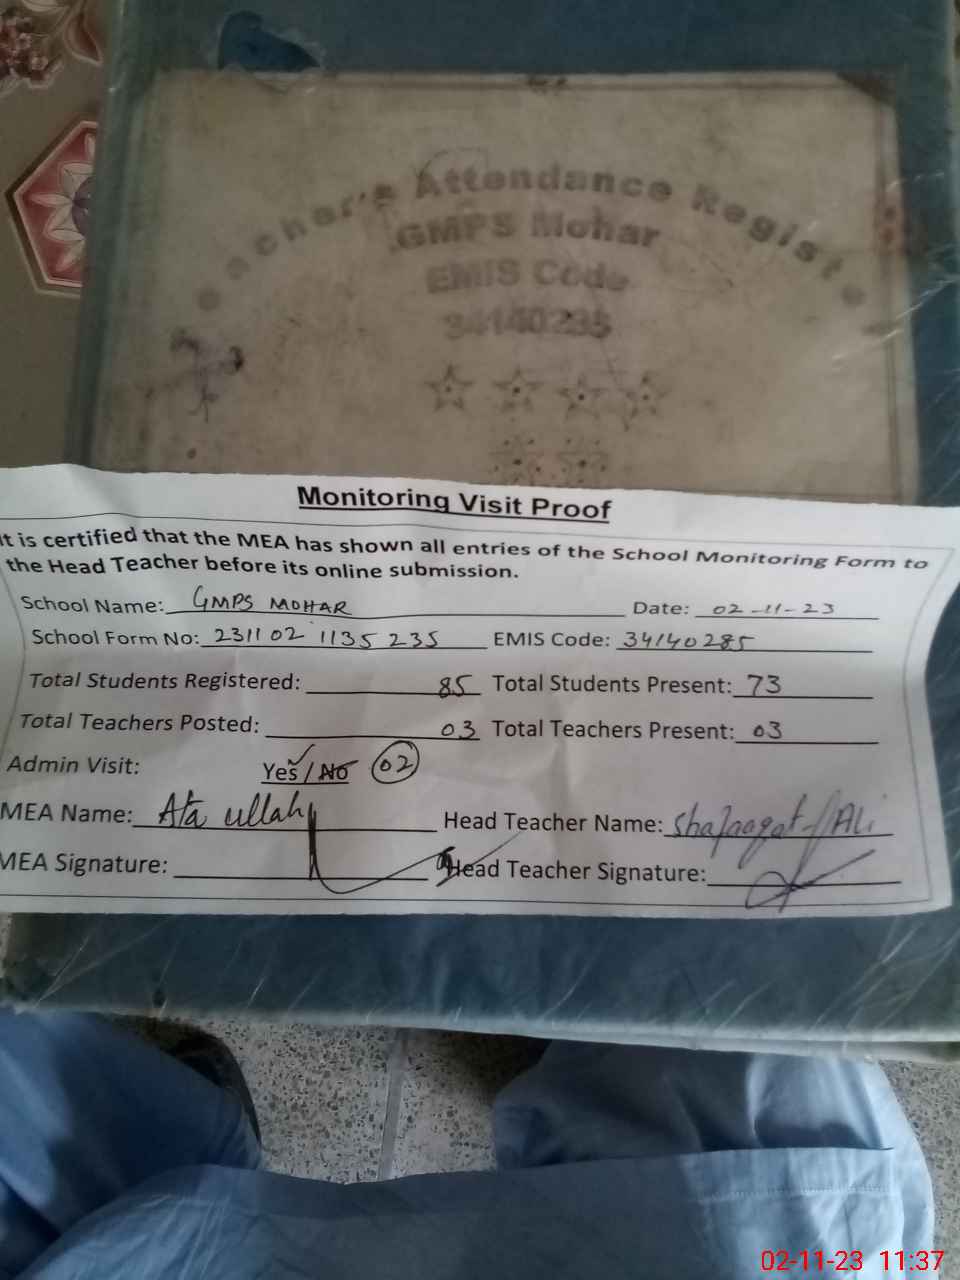 Teacher's Attendance Register
GMPS Mohar
EMIS Code
34140235
Monitoring Visit Proof
It is certified that the MEA has shown all entries of the School Monitoring Form to
the Head Teacher before its online submission.
School Name: GMPS MOHAR Date: 02-11-23
School Form No: 231102 1135 235 EMIS Code: 34140285
Total Students Registered: 85 Total Students Present: 73
Total Teachers Posted: 03 Total Teachers Present: 03
Admin Visit: Yes / No 02
MEA Name: Ata ullah Head Teacher Name: Ali
MEA Signature: Head Teacher Signature:
02-11-23 11:37